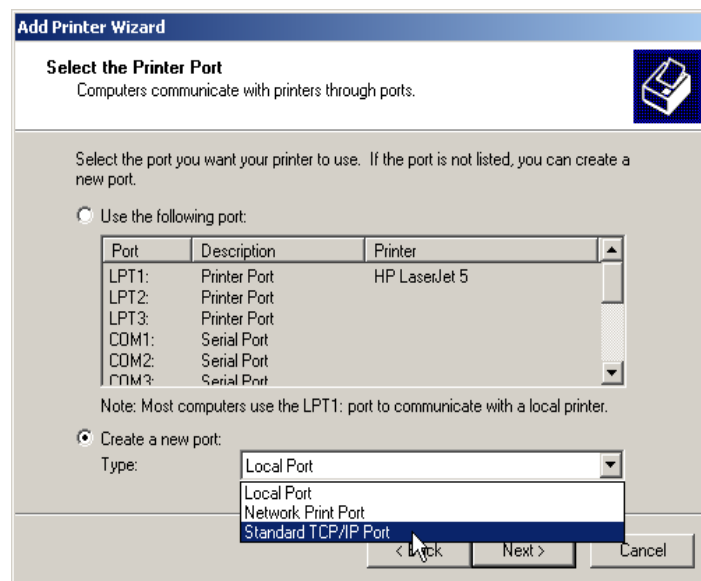 Add Printer Wizard
Select the Printer Port
Computers communicate with printers through ports.
Select the port you want your printer to use. If the port is not listed, you can create a
new port.
Use the following port:
Port Description Printer
LPT1: Printer Port HP LaserJet 5
LPT2: Printer Port
LPT3: Printer Port
COM1: Serial Port
COM2: Serial Port
COM3: Serial Port
Note: Most computers use the LPT1: port to communicate with a local printer.
Create a new port:
Type: Local Port
Local Port
Network Print Port
Standard TCP/IP Port
< Back Next > Cancel